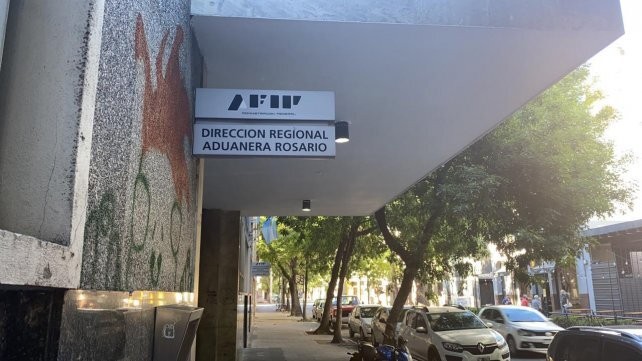 AFIP
DIRECCION REGIONAL
ADUANERA ROSARIO